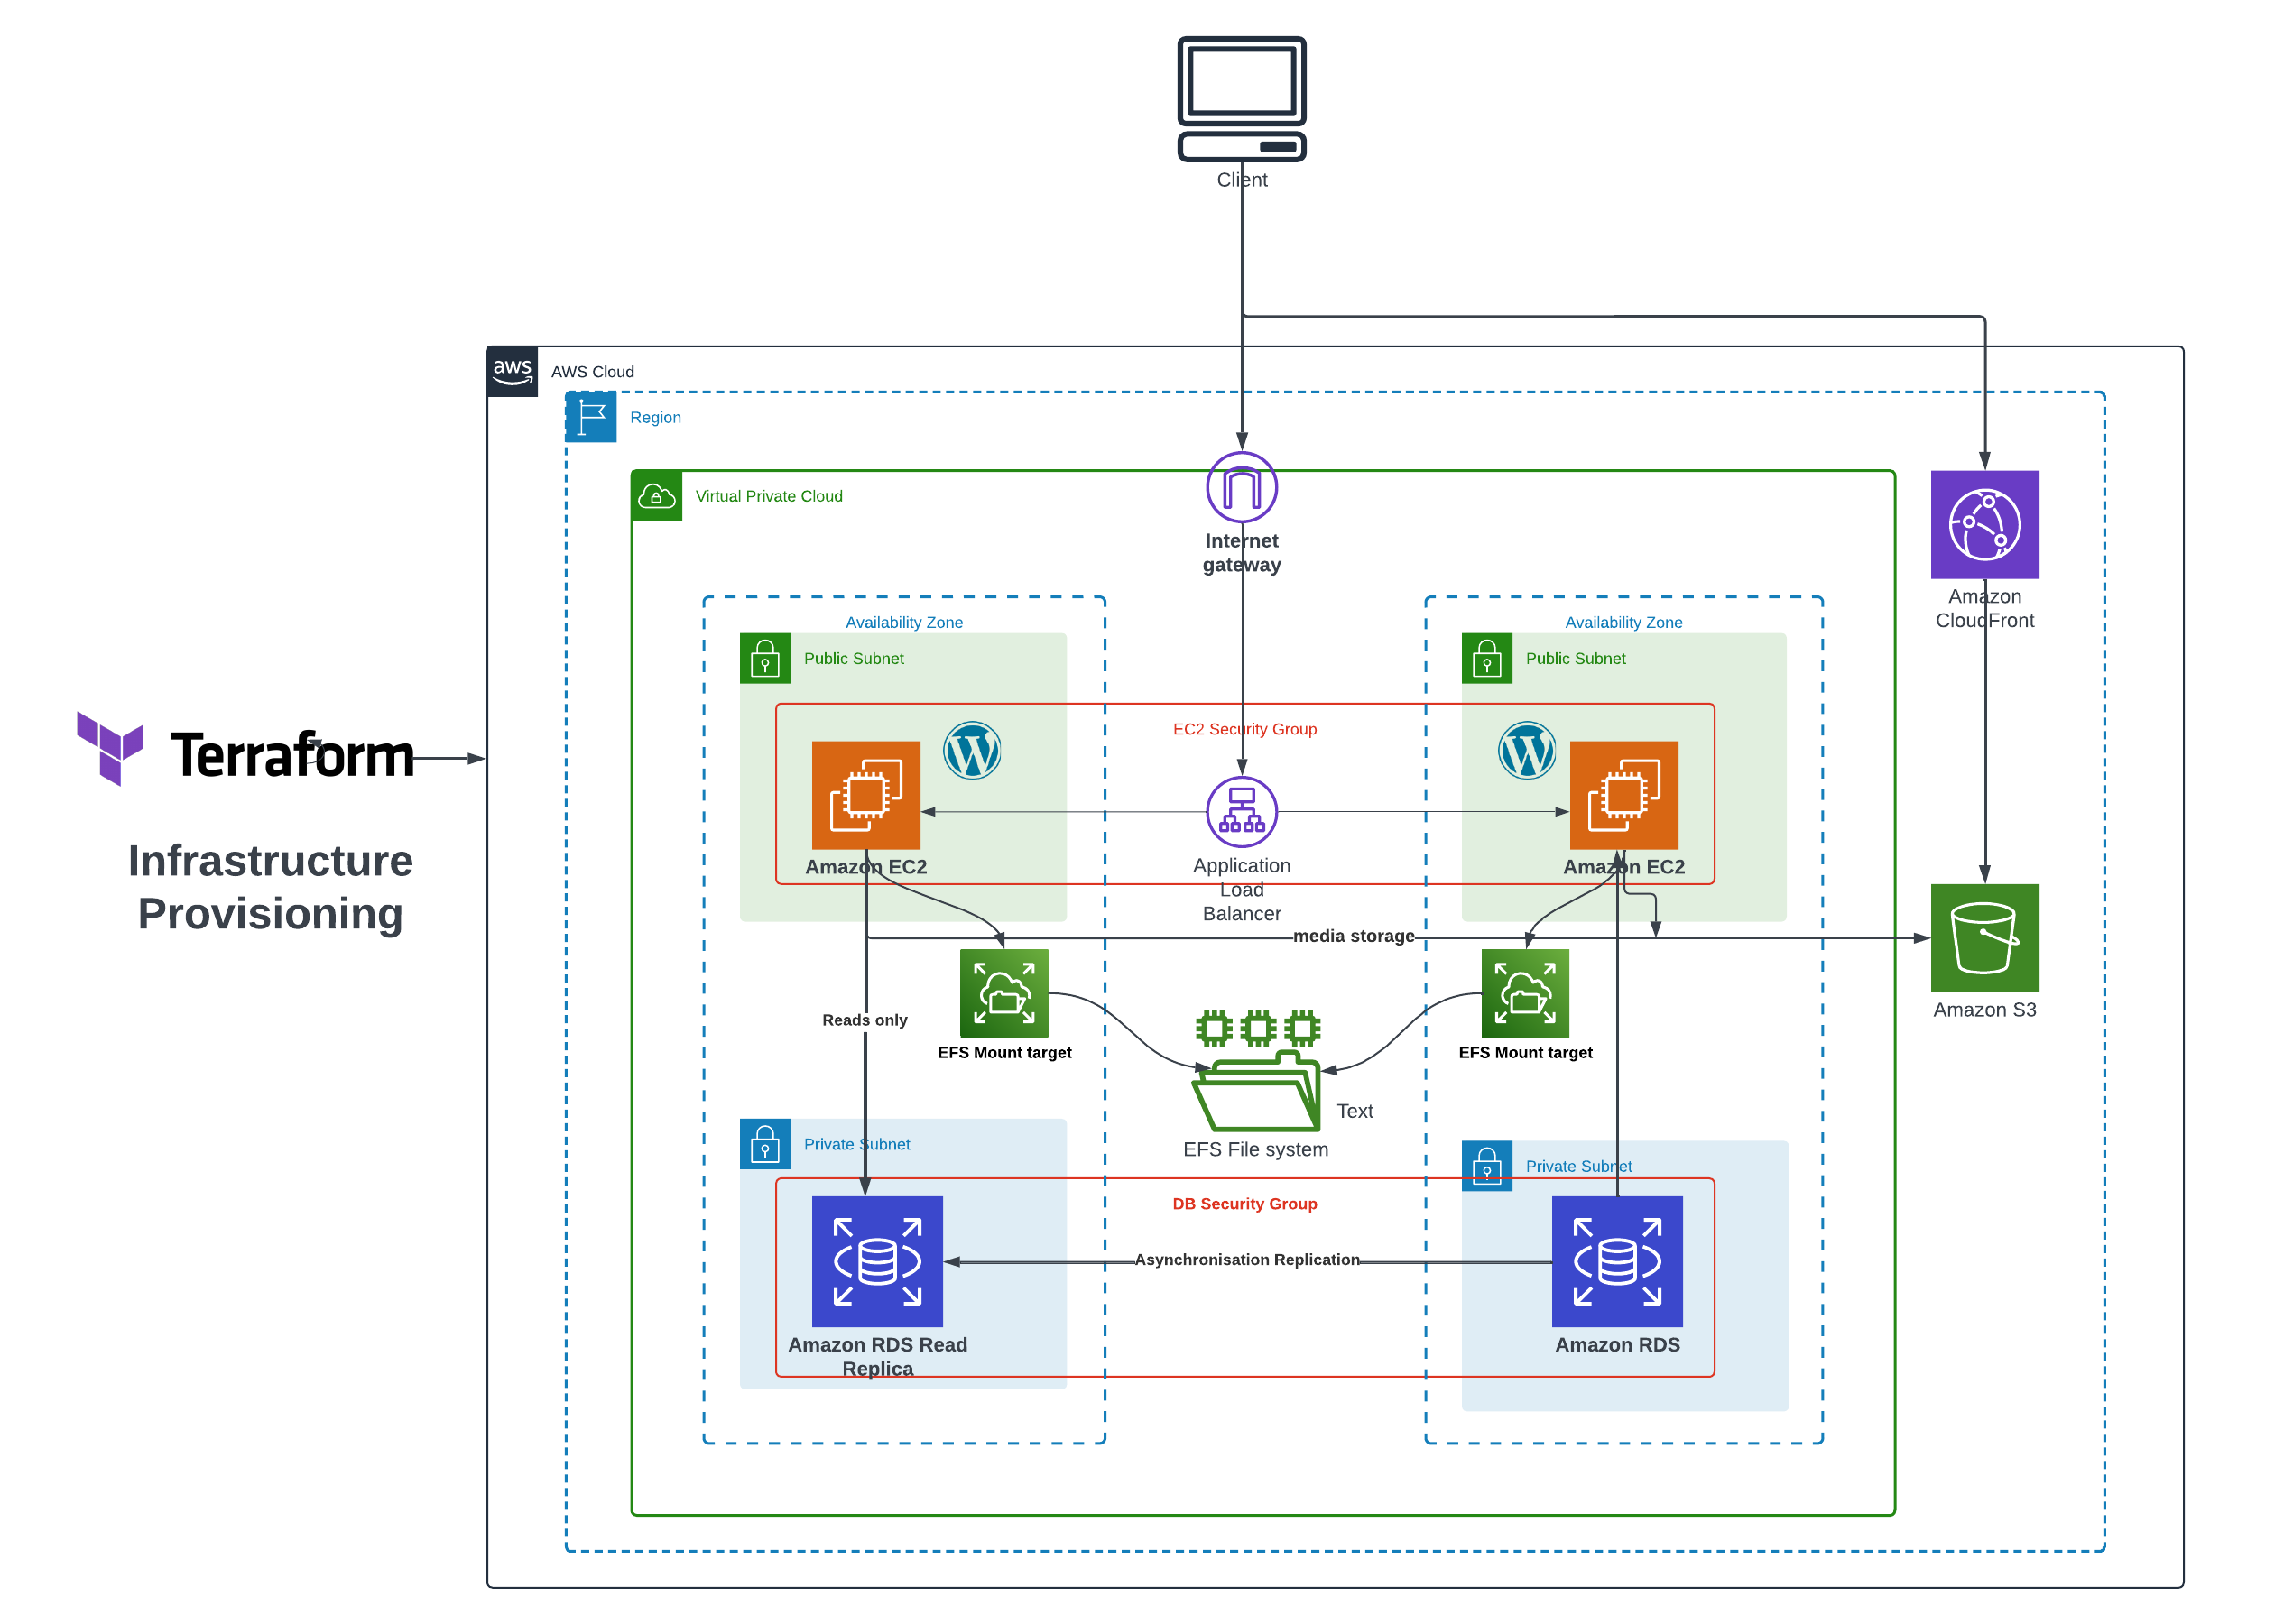 Client
aws
AWS Cloud
Region
Virtual Private Cloud
Internet
gateway
Amazon
CloudFront
Availability Zone
Availability Zone
Public Subnet
Public Subnet
EC2 Security Group
Terraform
Infrastructure
Provisioning
Amazon EC2
Amazon EC2
Application
Load
Balancer
media storage
Amazon S3
Reads only
EFS Mount target
EFS Mount target
Text
EFS File system
Private Subnet
Private Subnet
DB Security Group
Asynchronisation Replication
Amazon RDS Read
Replica
Amazon RDS